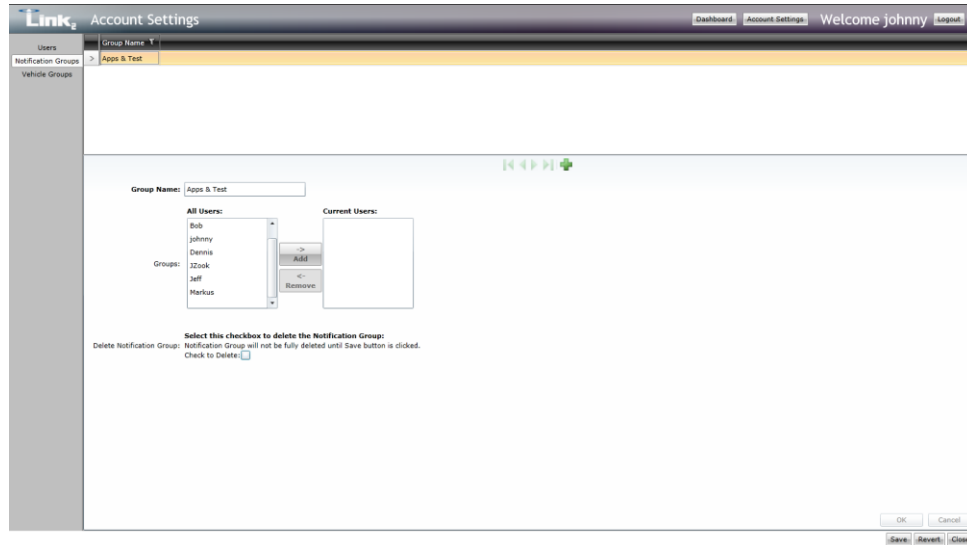 Link2 Account Settings
Dashboard Account Settings Welcome johnny Logout
Users
Notification Groups
Vehicle Groups
Group Name
> Apps & Test
Group Name: Apps & Test
All Users: Current Users:
Bob
johnny
Dennis
JZook
Jeff
Markus
Groups:
->
Add
<-
Remove
Select this checkbox to delete the Notification Group:
Delete Notification Group: Notification Group will not be fully deleted until Save button is clicked.
Check to Delete:
OK Cancel
Save Revert Close